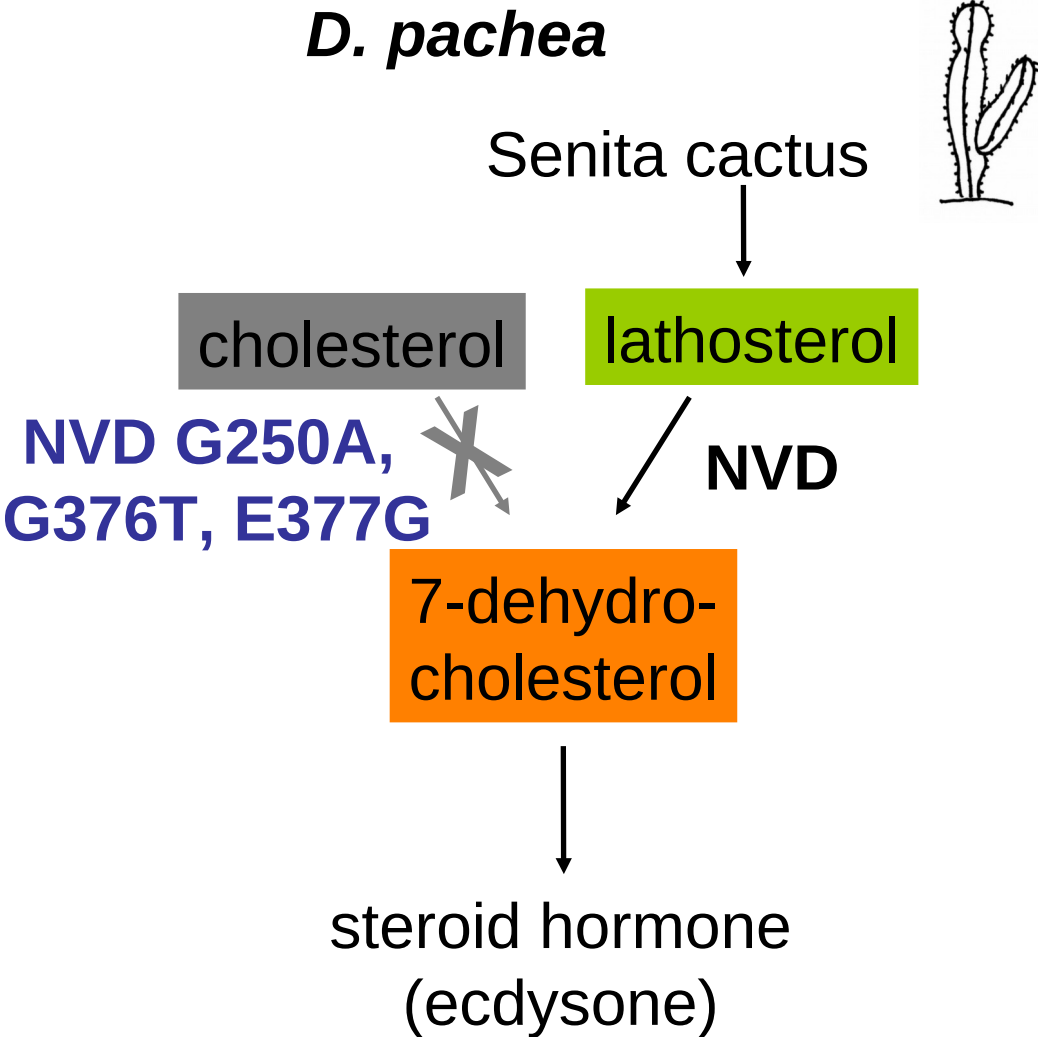 D. pachea
Senita cactus
cholesterol
lathosterol
NVD G250A,
G376T, E377G
NVD
7-dehydro-
cholesterol
steroid hormone
(ecdysone)